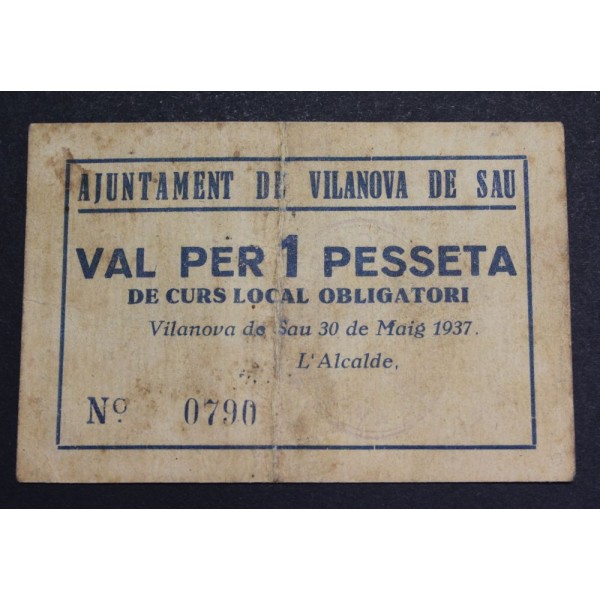 AJUNTAMENT DE VILANOVA DE SAU
VAL PER 1 PESSETA
DE CURS LOCAL OBLIGATORI
Vilanova de Sau 30 de Maig 1937.
L'Alcalde,
Nº 0790